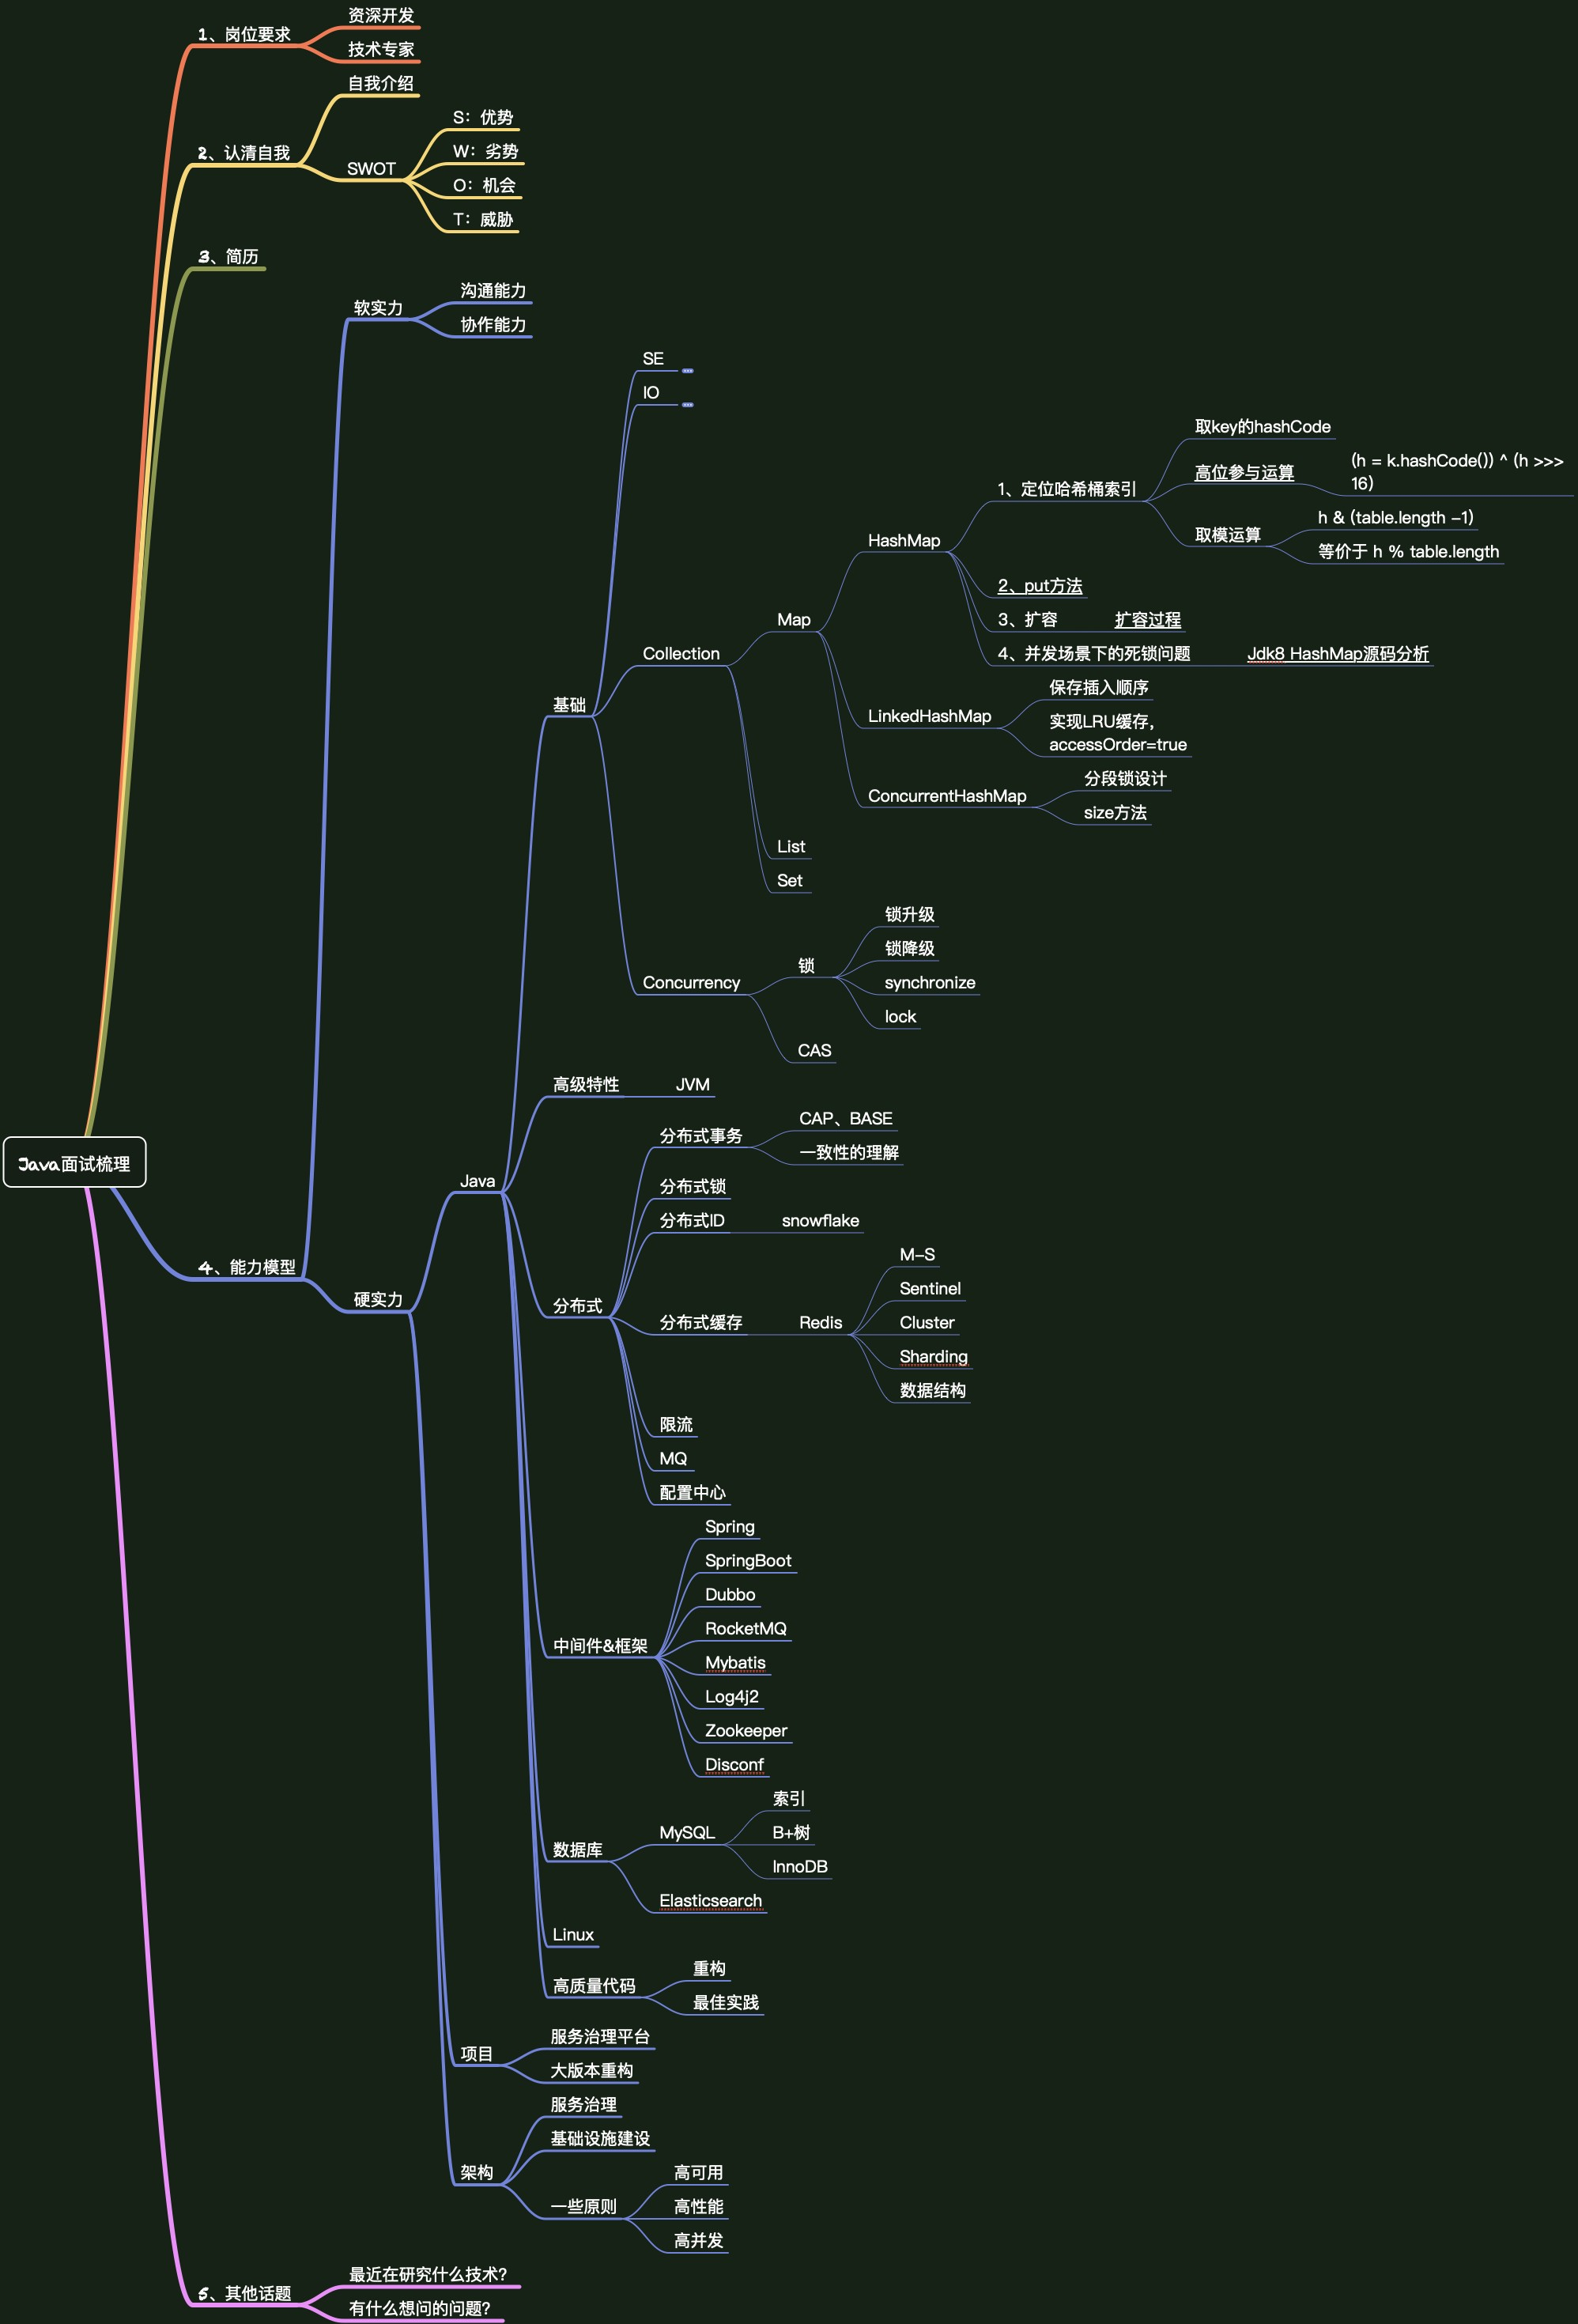 资深开发
1、岗位要求
技术专家
自我介绍
S：优势
2、认清自我
W：劣势
SWOT
O：机会
T：威胁
3、简历
沟通能力
软实力
协作能力
SE
IO
取key的hashCode
(h = k.hashCode()) ^ (h >>>
16)
高位参与运算
1、定位哈希桶索引
h & (table.length -1)
取模运算
等价于 h % table.length
HashMap
2、put方法
3、扩容
扩容过程
Map
4、并发场景下的死锁问题
Jdk8 HashMap源码分析
Collection
保存插入顺序
基础
LinkedHashMap
实现LRU缓存，
accessOrder=true
分段锁设计
ConcurrentHashMap
size方法
List
Set
锁升级
锁降级
锁
Concurrency
synchronize
lock
CAS
高级特性
JVM
CAP、BASE
分布式事务
一致性的理解
Java面试梳理
Java
分布式锁
分布式ID
snowflake
M-S
4、能力模型
Sentinel
硬实力
分布式
分布式缓存
Redis
Cluster
Sharding
数据结构
限流
MQ
配置中心
Spring
SpringBoot
Dubbo
RocketMQ
中间件&框架
Mybatis
Log4j2
Zookeeper
Disconf
索引
MySQL
B+树
数据库
InnoDB
Elasticsearch
Linux
重构
高质量代码
最佳实践
服务治理平台
项目
大版本重构
服务治理
基础设施建设
架构
高可用
一些原则
高性能
高并发
最近在研究什么技术?
5、其他话题
有什么想问的问题?